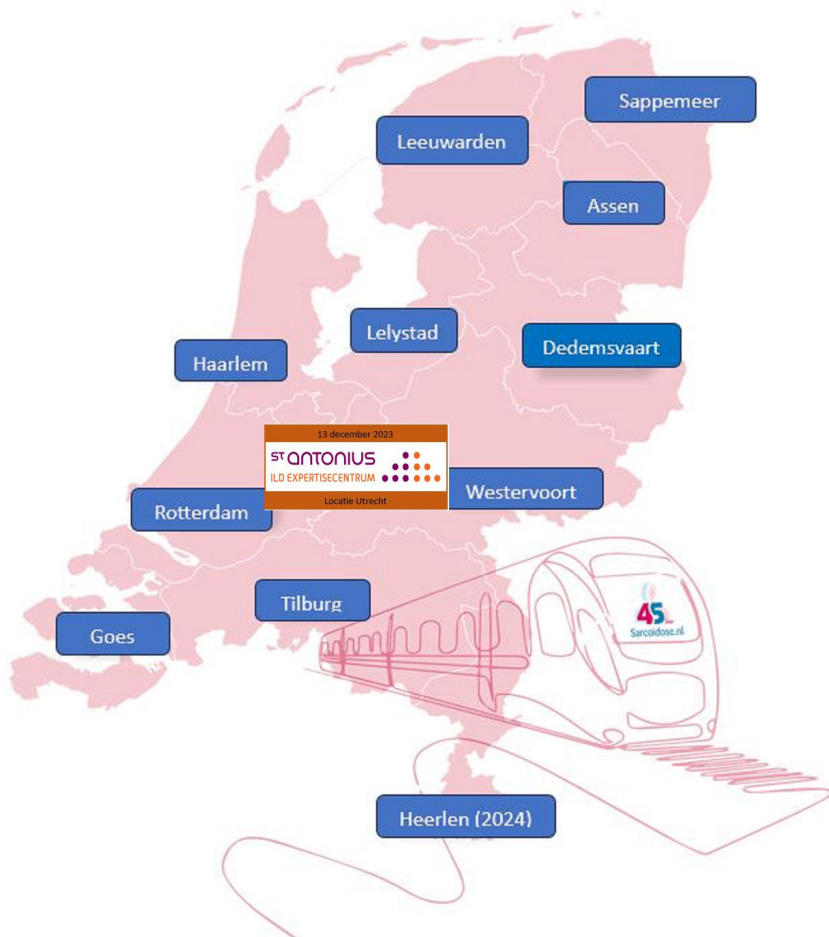 Sappemeer
Leeuwarden
Assen
Lelystad
Dedemsvaart
Haarlem
13 december 2023
ST ANTONIUS
ILD EXPERTISECENTRUM
Locatie Utrecht
Westervoort
Rotterdam
Tilburg
Goes
45 jaar
Sarcoidose.nl
Heerlen (2024)